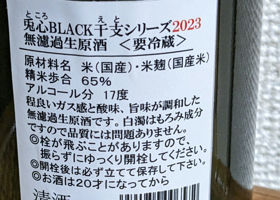 ところ えと
兎心BLACK干支シリーズ2023
無濾過生原酒 <要冷蔵>
原材料名 米(国産)・米麹(国産米)
精米歩合 65%
アルコール分 17度
程良いガス感と酸味、旨味が調和した
無濾過生原酒です。白濁はもろみ成分
ですので品質には問題ありません。
◎栓が飛ぶことがありますので、
振らずにゆっくり開栓してください。
◎開栓後は必ず立てて保存して下さい。
◎お酒は20才になってから
清酒